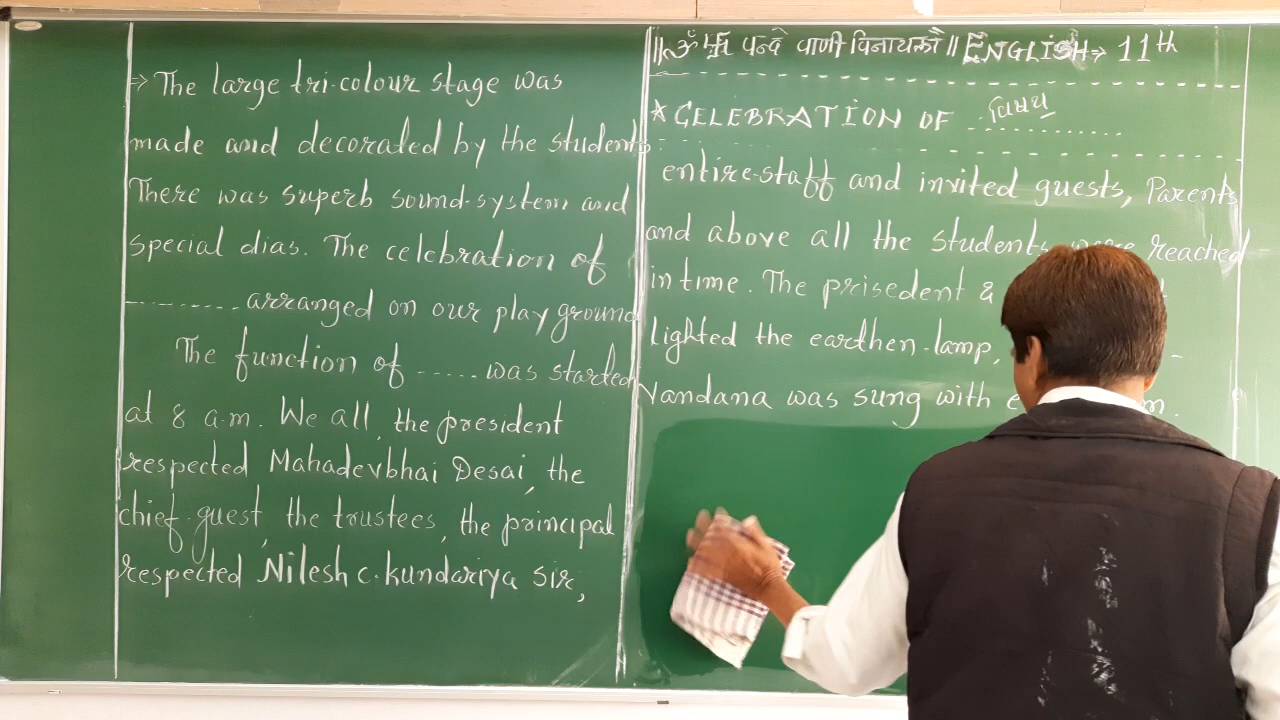 → The large tri-colour stage was
made and decorated by the students.
There was superb sound-system and
special dias. The celebration of
.......... arranged on our play ground
The function of ...... was started
at 8 a.m. We all, the president
respected Mahadevbhai Desai, the
chief-guest, the trustees, the principal
respected Nilesh c. kundariya sir,
॥ ॐ 卐 वन्दे वाणी विनायकौ ॥ ENGLISH → 11th
* CELEBRATION OF ..............
विषय
entire-staff and invited guests, Parents
and above all the students were reached
in time. The prisedent &
lighted the earthen-lamp,
Vandana was sung with